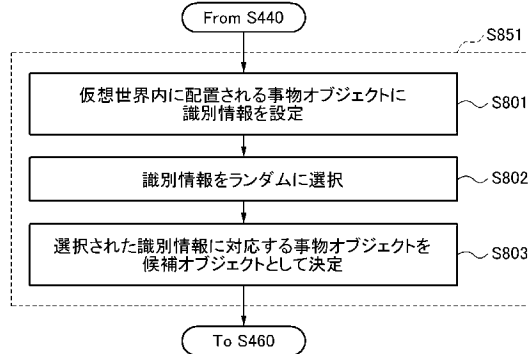 From S440
S851
仮想世界内に配置される事物オブジェクトに
識別情報を設定
S801
識別情報をランダムに選択
S802
選択された識別情報に対応する事物オブジェクトを
候補オブジェクトとして決定
S803
To S460